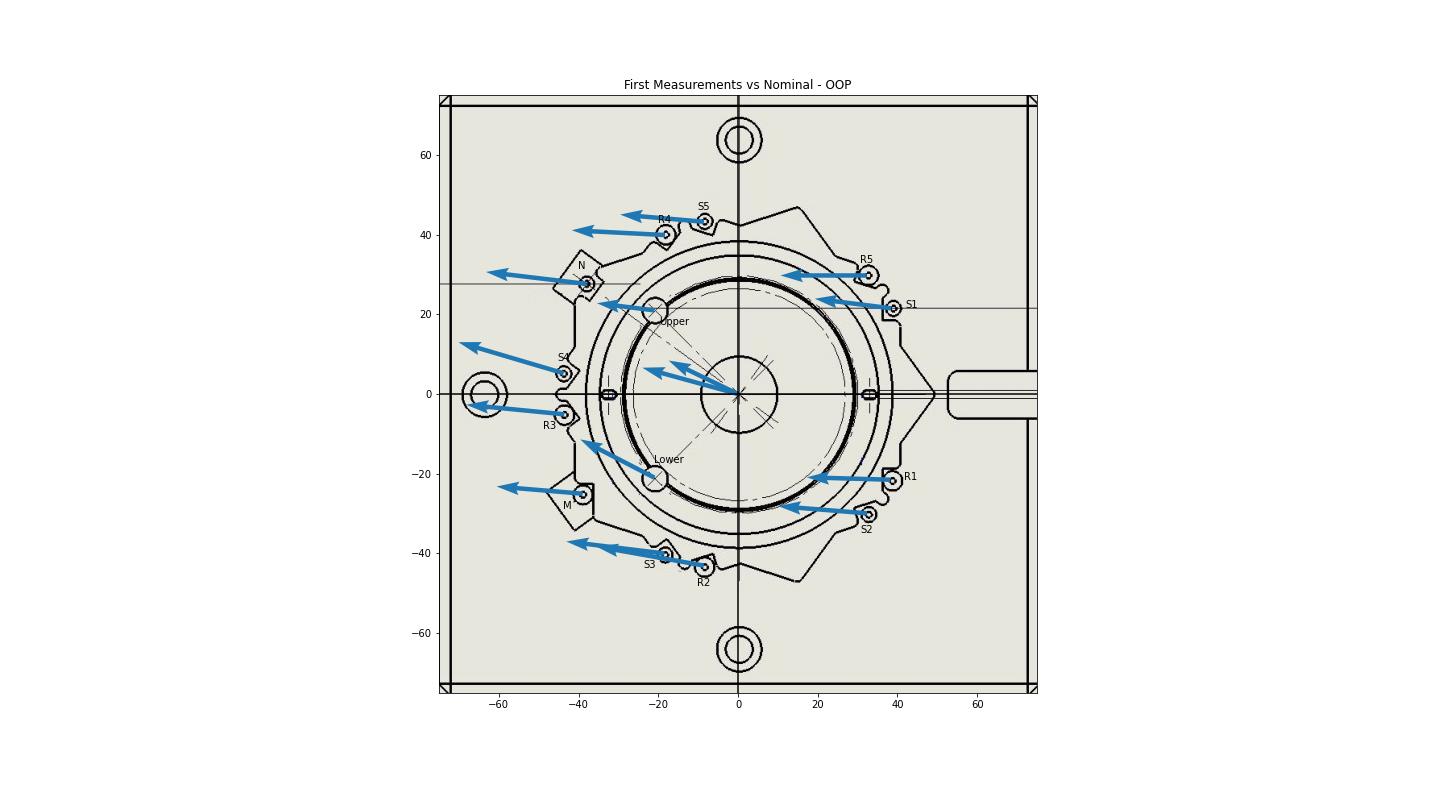 First Measurements vs Nominal - OOP
60
S5
R4
40
N
R5
S1
20
Upper
S4
0
R3
Lower
−20
R1
M
S2
−40
S3
R2
−60
−60 −40 −20 0 20 40 60